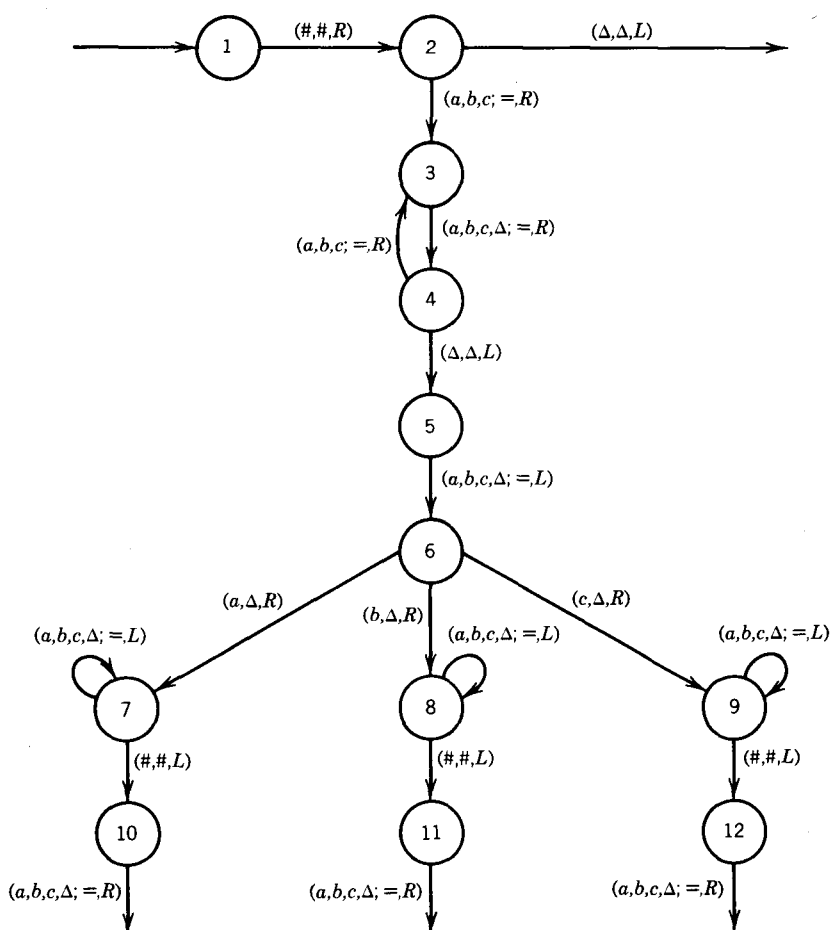 (#,#,R)
(Δ,Δ,L)
1
2
(a,b,c; =,R)
3
(a,b,c; =,R)
(a,b,c,Δ; =,R)
4
(Δ,Δ,L)
5
(a,b,c,Δ; =,L)
6
(a,Δ,R)
(b,Δ,R)
(c,Δ,R)
(a,b,c,Δ; =,L)
(a,b,c,Δ; =,L)
(a,b,c,Δ; =,L)
7
8
9
(#,#,L)
(#,#,L)
(#,#,L)
10
11
12
(a,b,c,Δ; =,R)
(a,b,c,Δ; =,R)
(a,b,c,Δ; =,R)